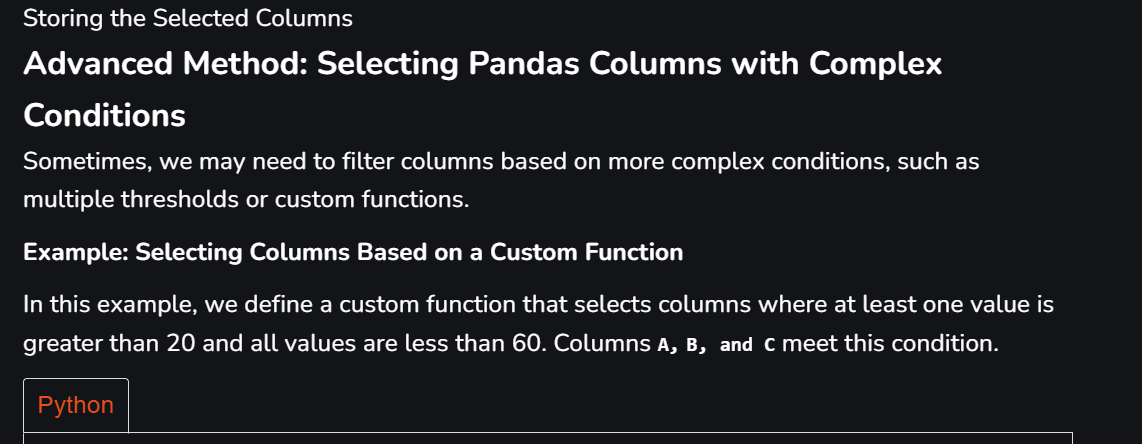 Storing the Selected Columns
Advanced Method: Selecting Pandas Columns with Complex
Conditions
Sometimes, we may need to filter columns based on more complex conditions, such as
multiple thresholds or custom functions.
Example: Selecting Columns Based on a Custom Function
In this example, we define a custom function that selects columns where at least one value is
greater than 20 and all values are less than 60. Columns A, B, and C meet this condition.
Python